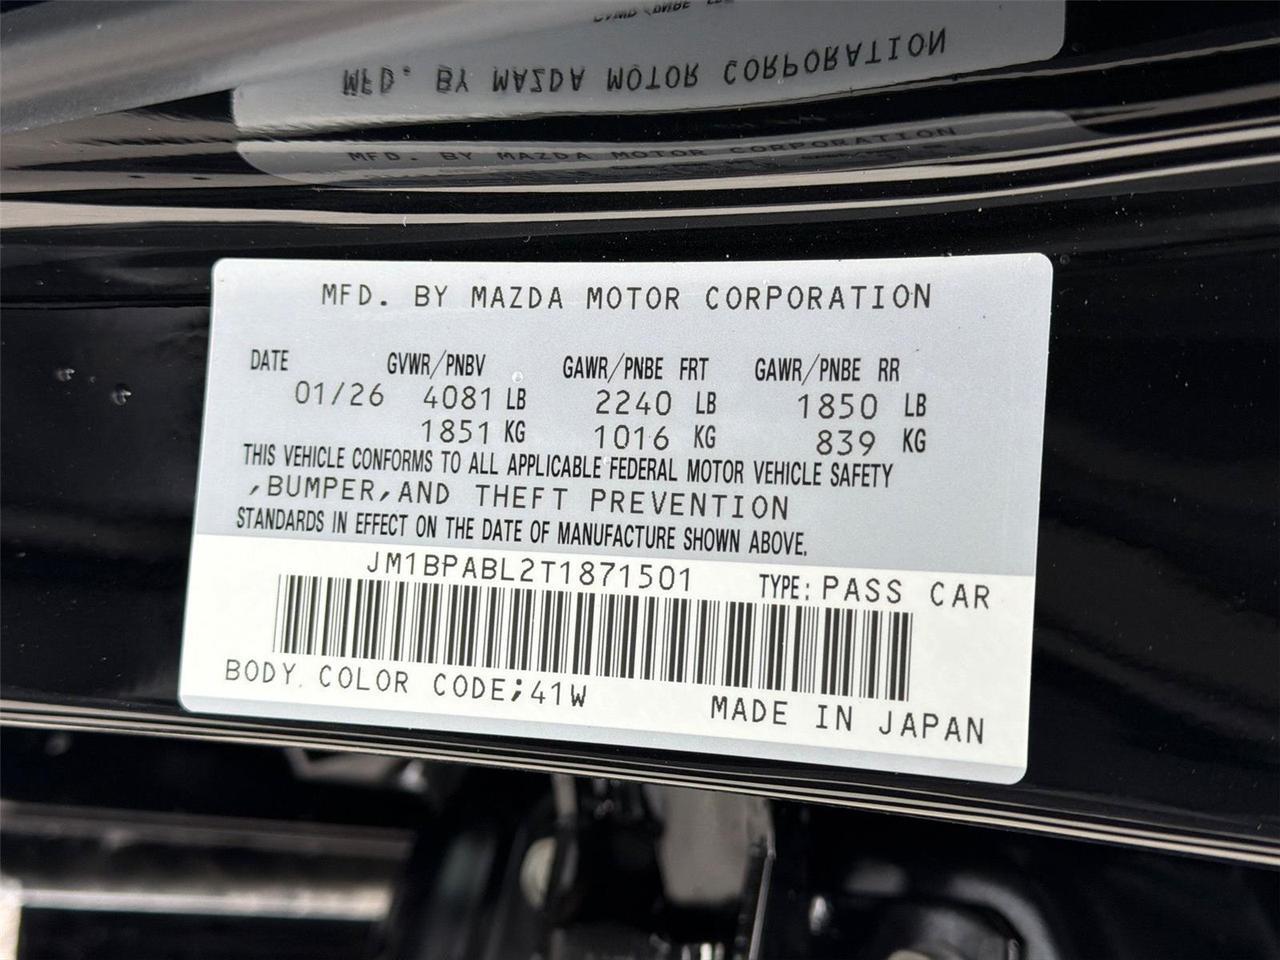 MFD. BY MAZDA MOTOR CORPORATION
MFD. BY MAZDA MOTOR CORPORATION
MFD. BY MAZDA MOTOR CORPORATION
DATE GVWR/PNBV GAWR/PNBE FRT GAWR/PNBE RR
01/26 4081 LB 2240 LB 1850 LB
1851 KG 1016 KG 839 KG
THIS VEHICLE CONFORMS TO ALL APPLICABLE FEDERAL MOTOR VEHICLE SAFETY
,BUMPER,AND THEFT PREVENTION
STANDARDS IN EFFECT ON THE DATE OF MANUFACTURE SHOWN ABOVE.
JM1BPABL2T1871501 TYPE: PASS CAR
BODY COLOR CODE;41W MADE IN JAPAN